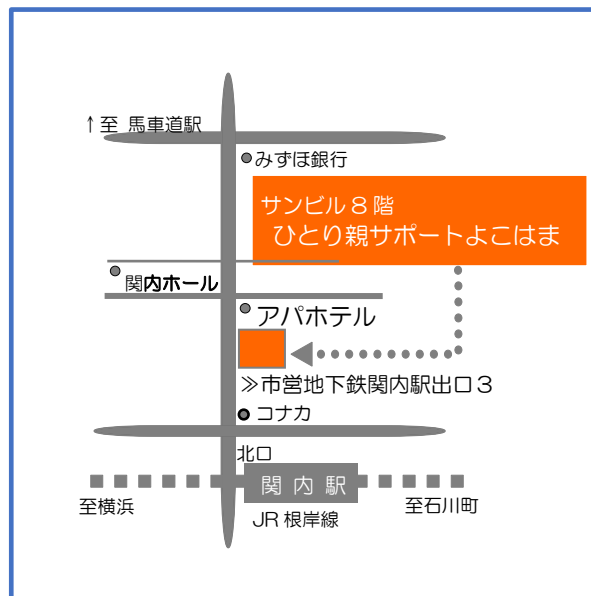 ↑至 馬車道駅
みずほ銀行
サンビル8階
ひとり親サポートよこはま
関内ホール
アパホテル
≫市営地下鉄関内駅出口3
コナカ
北口
関内駅
至横浜
至石川町
JR根岸線